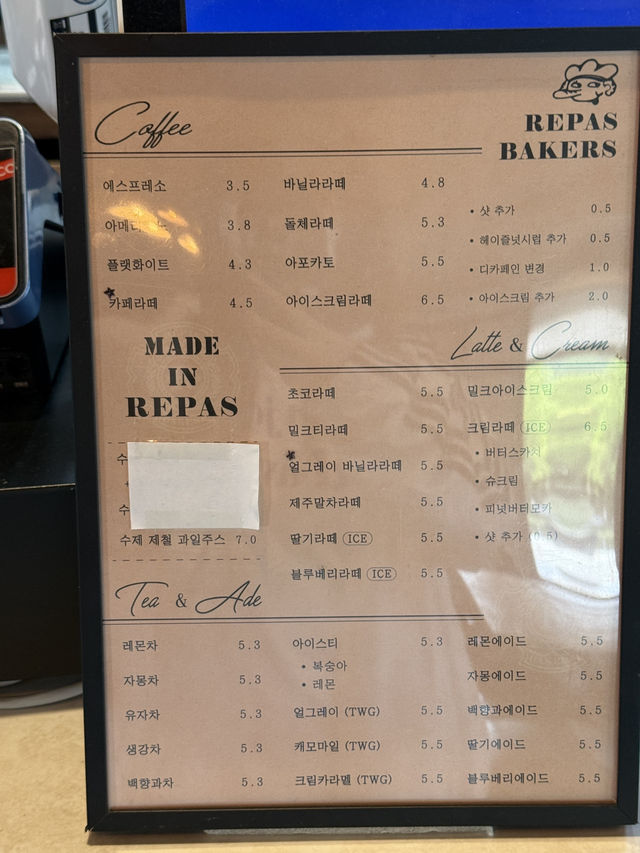 Coffee
REPAS
BAKERS
에스프레소 3.5
3.8
플랫화이트 4.3
카페라떼 4.5
바닐라라떼 4.8
돌체라떼 5.3
아포카토 5.5
아이스크림라떼 6.5
• 샷 추가 0.5
• 헤이즐넛시럽 추가 0.5
• 디카페인 변경 1.0
• 아이스크림 추가 2.0
MADE
IN
REPAS
수
수
수제 제철 과일주스 7.0
Latte & Cream
초코라떼 5.5
밀크티라떼 5.5
얼그레이 바닐라라떼 5.5
제주말차라떼 5.5
딸기라떼 (ICE) 5.5
블루베리라떼 (ICE) 5.5
밀크아이스크림 5.0
크림라떼 (ICE) 6.5
• 버터스카치
• 슈크림
• 피넛버터모카
• 샷 추가 (0.5)
Tea & Ade
레몬차 5.3
자몽차 5.3
유자차 5.3
생강차 5.3
백향과차 5.3
아이스티 5.3
• 복숭아
• 레몬
얼그레이 (TWG) 5.5
캐모마일 (TWG) 5.5
크림카라멜 (TWG) 5.5
레몬에이드 5.5
자몽에이드 5.5
백향과에이드 5.5
딸기에이드 5.5
블루베리에이드 5.5